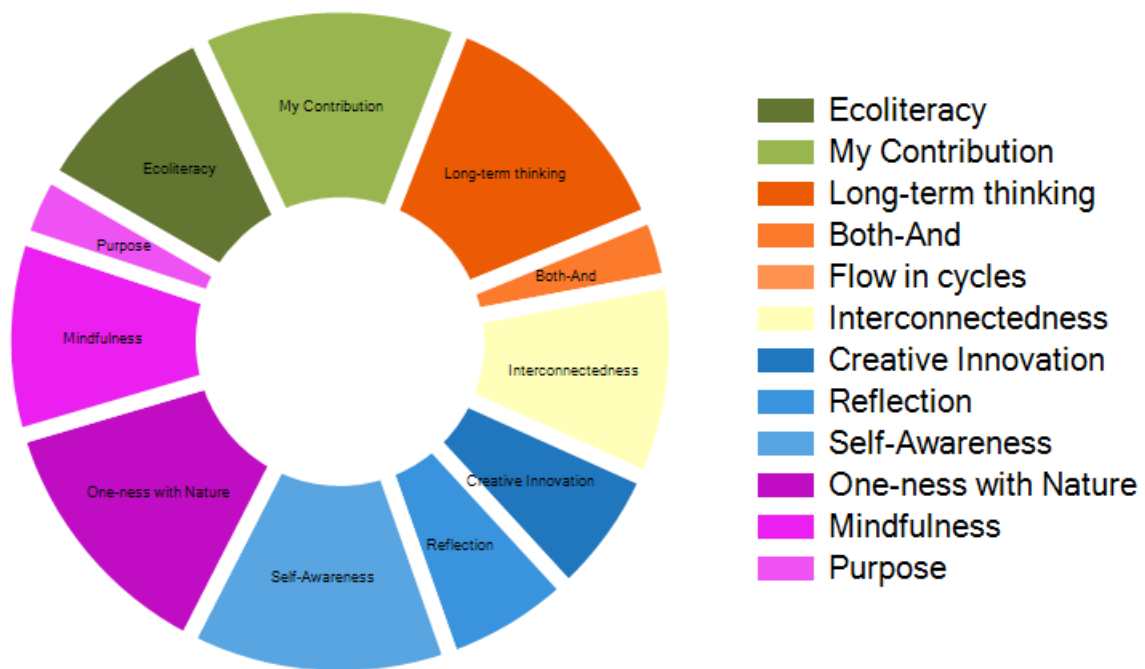 My Contribution
Ecoliteracy
Long-term thinking
Purpose
Both-And
Mindfulness
Interconnectedness
One-ness with Nature
Creative Innovation
Reflection
Self-Awareness
Ecoliteracy
My Contribution
Long-term thinking
Both-And
Flow in cycles
Interconnectedness
Creative Innovation
Reflection
Self-Awareness
One-ness with Nature
Mindfulness
Purpose